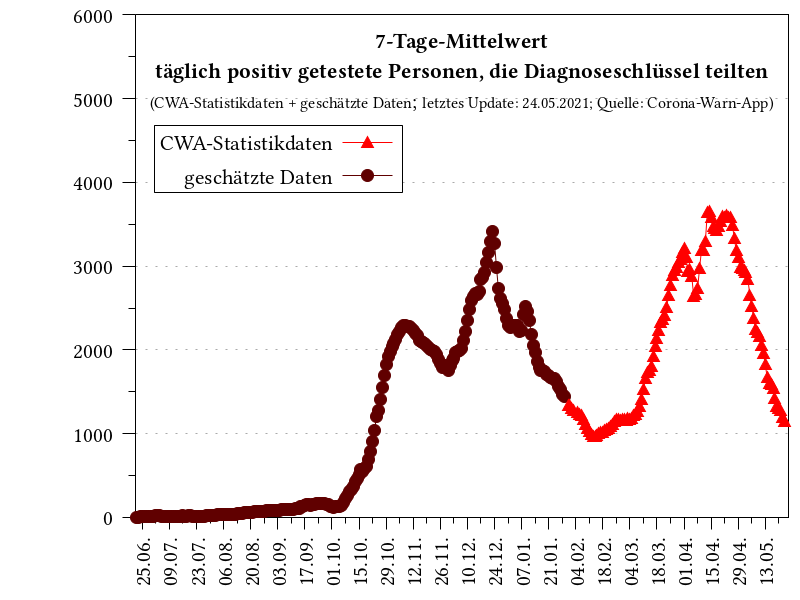 7-Tage-Mittelwert
täglich positiv getestete Personen, die Diagnoseschlüssel teilten
(CWA-Statistikdaten + geschätzte Daten; letztes Update: 24.05.2021; Quelle: Corona-Warn-App)
CWA-Statistikdaten
geschätzte Daten
6000
5000
4000
3000
2000
1000
0
25.06. 09.07. 23.07. 06.08. 20.08. 03.09. 17.09. 01.10. 15.10. 29.10. 12.11. 26.11. 10.12. 24.12. 07.01. 21.01. 04.02. 18.02. 04.03. 18.03. 01.04. 15.04. 29.04. 13.05.